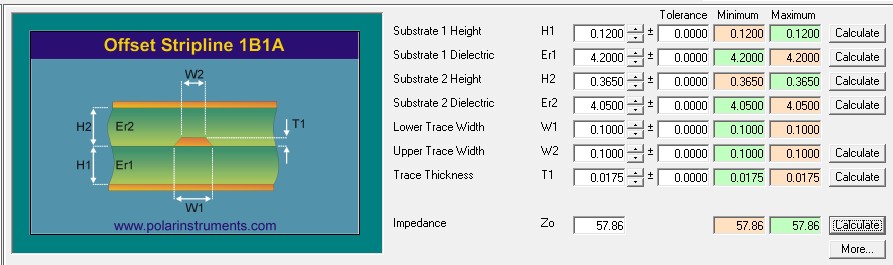 Offset Stripline 1B1A
W2
H2
Er2
T1
H1
Er1
W1
www.polarinstruments.com
Tolerance Minimum Maximum
Substrate 1 Height H1 0.1200 ± 0.0000 0.1200 0.1200 Calculate
Substrate 1 Dielectric Er1 4.2000 ± 0.0000 4.2000 4.2000 Calculate
Substrate 2 Height H2 0.3650 ± 0.0000 0.3650 0.3650 Calculate
Substrate 2 Dielectric Er2 4.0500 ± 0.0000 4.0500 4.0500 Calculate
Lower Trace Width W1 0.1000 ± 0.0000 0.1000 0.1000
Upper Trace Width W2 0.1000 ± 0.0000 0.1000 0.1000 Calculate
Trace Thickness T1 0.0175 ± 0.0000 0.0175 0.0175 Calculate
Impedance Zo 57.86 57.86 57.86 Calculate
More...